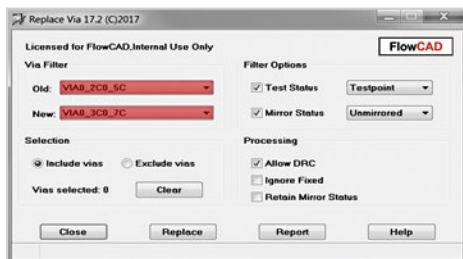 Replace Via 17.2 (C)2017
Licensed for FlowCAD,Internal Use Only
FlowCAD
Via Filter
Old: VIA0_2C0_5C
New: VIA0_3C0_7C
Filter Options
Test Status Testpoint
Mirror Status Unmirrored
Selection
Include vias Exclude vias
Vias selected: 0 Clear
Processing
Allow DRC
Ignore Fixed
Retain Mirror Status
Close Replace Report Help